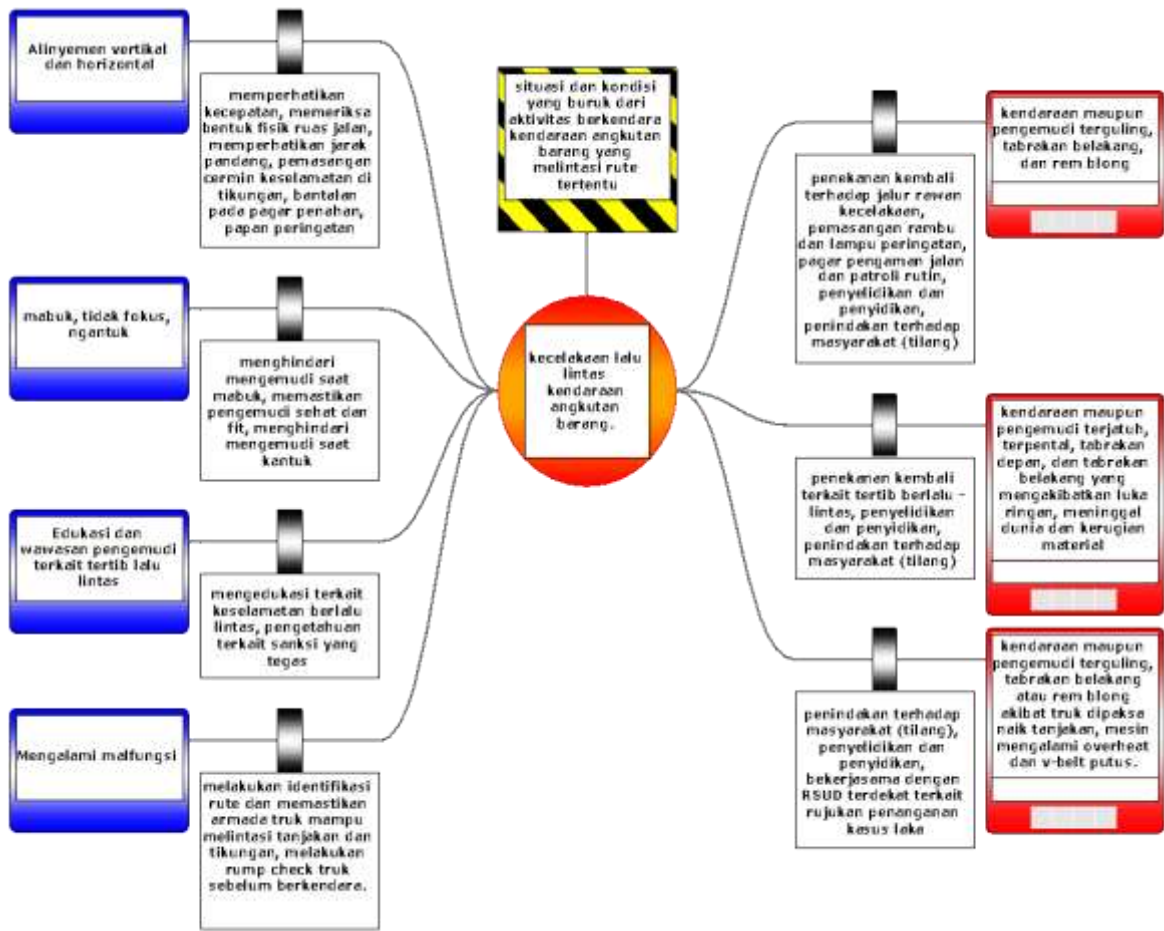 Alinyemen vertikal
dan horizontal
memperhatikan
kecepatan, memeriksa
bentuk fisik ruas jalan,
memperhatikan jarak
pandang, pemasangan
cermin keselamatan di
tikungan, bantalan
pada pagar penahan,
papan peringatan
mabuk, tidak fokus,
ngantuk
menghindari
mengemudi saat
mabuk, memastikan
pengemudi sehat dan
fit, menghindari
mengemudi saat
kantuk
Edukasi dan
wawasan pengemudi
terkait tertib lalu
lintas
mengedukasi terkait
keselamatan berlalu
lintas, pengetahuan
terkait sanksi yang
tegas
Mengalami malfungsi
melakukan identifikasi
rute dan memastikan
armada truk mampu
melintasi tanjakan dan
tikungan, melakukan
rump check truk
sebelum berkendara.
situasi dan kondisi
yang buruk dari
aktivitas berkendara
kendaraan angkutan
barang yang
melintasi rute
tertentu
kecelakaan lalu
lintas
kendaraan
angkutan
barang.
penekanan kembali
terhadap jalur rawan
kecelakaan,
pemasangan rambu
dan lampu peringatan,
pagar pengaman jalan
dan patroli rutin,
penyelidikan dan
penyidikan,
penindakan terhadap
masyarakat (tilang)
kendaraan maupun
pengemudi terguling,
tabrakan belakang,
dan rem blong
penekanan kembali
terkait tertib berlalu -
lintas, penyelidikan
dan penyidikan,
penindakan terhadap
masyarakat (tilang)
kendaraan maupun
pengemudi terjatuh,
terpental, tabrakan
depan, dan tabrakan
belakang yang
mengakibatkan luka
ringan, meninggal
dunia dan kerugian
material
penindakan terhadap
masyarakat (tilang),
penyelidikan dan
penyidikan,
bekerjasama dengan
RSUD terdekat terkait
rujukan penanganan
kasus laka
kendaraan maupun
pengemudi terguling,
tabrakan belakang
atau rem blong
akibat truk dipaksa
naik tanjakan, mesin
mengalami overheat
dan v-belt putus.